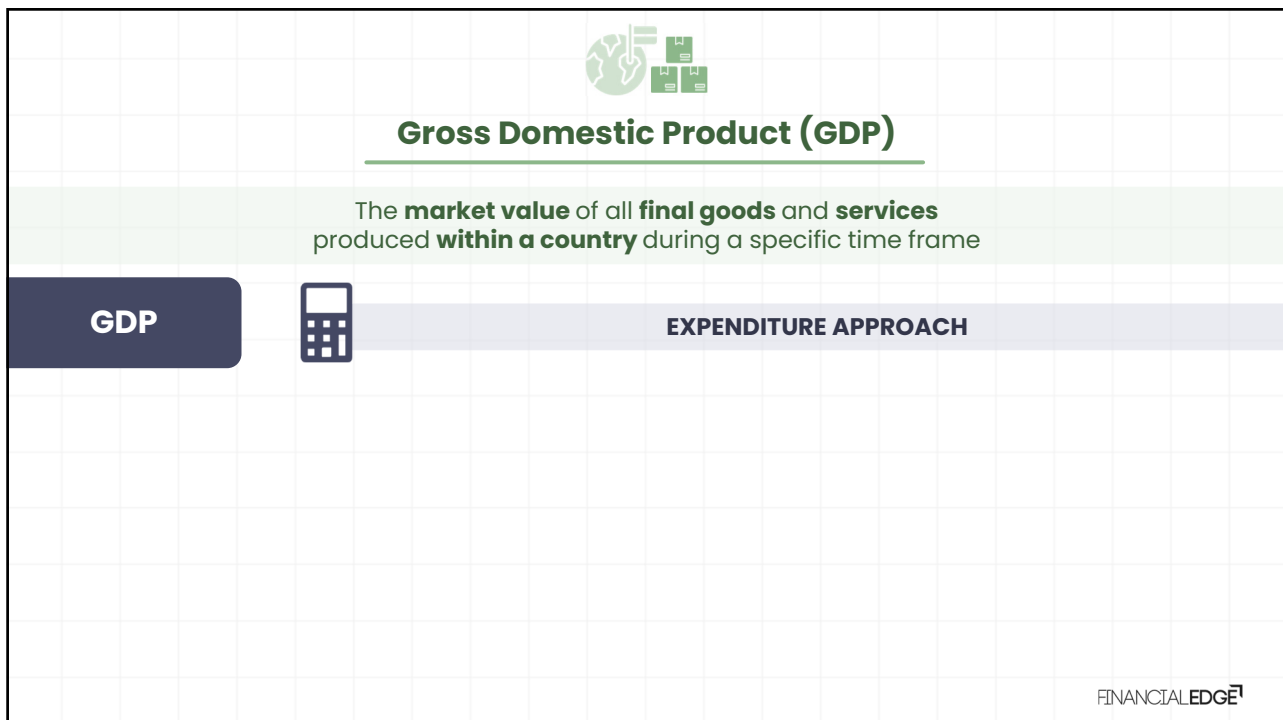 Gross Domestic Product (GDP)
The market value of all final goods and services
produced within a country during a specific time frame
GDP
EXPENDITURE APPROACH
FINANCIALEDGE